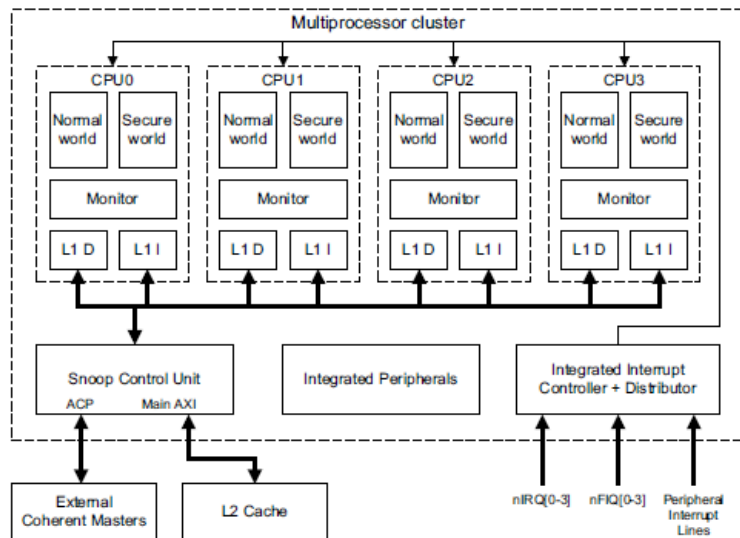 Multiprocessor cluster
CPU0
CPU1
CPU2
CPU3
Normal world
Secure world
Normal world
Secure world
Normal world
Secure world
Normal world
Secure world
Monitor
Monitor
Monitor
Monitor
L1 D
L1 I
L1 D
L1 I
L1 D
L1 I
L1 D
L1 I
Snoop Control Unit
ACP
Main AXI
Integrated Peripherals
Integrated Interrupt
Controller + Distributor
External
Coherent Masters
L2 Cache
nIRQ[0-3]
nFIQ[0-3]
Peripheral
Interrupt
Lines